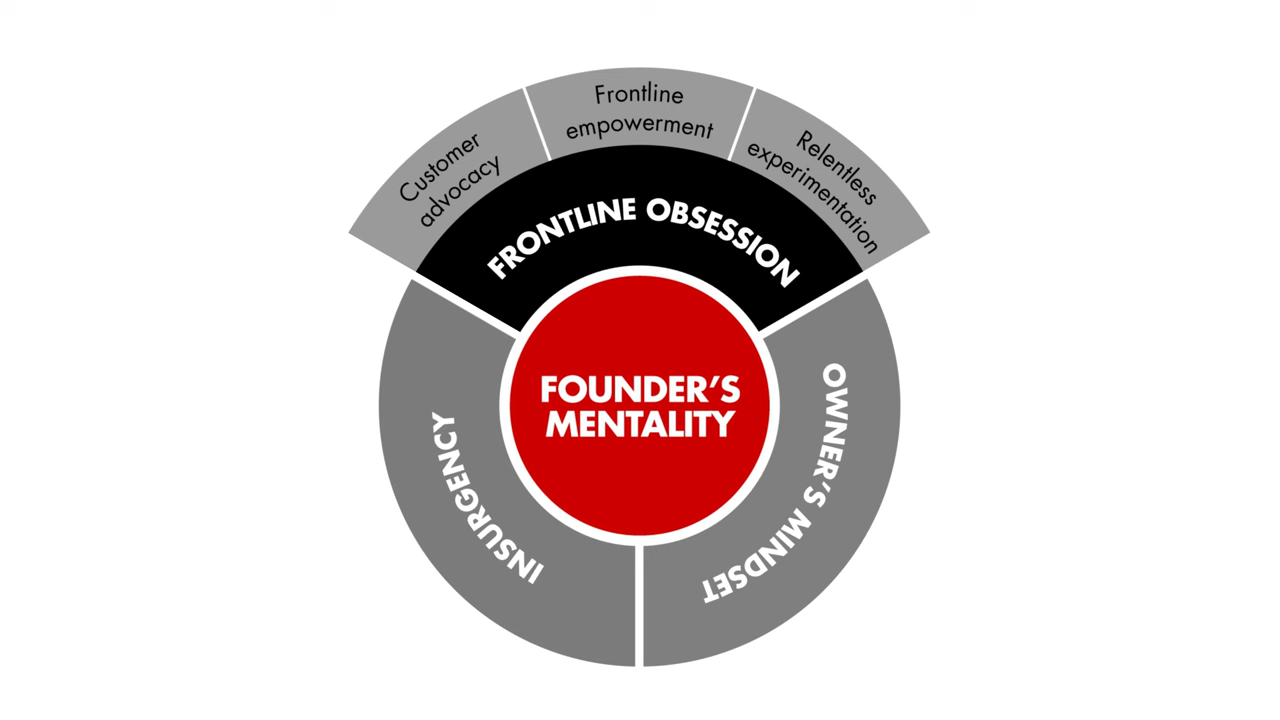 Customer
advocacy
Frontline
empowerment
Relentless
experimentation
FRONTLINE OBSESSION
FOUNDER'S
MENTALITY
INSURGENCY
OWNER'S MINDSET